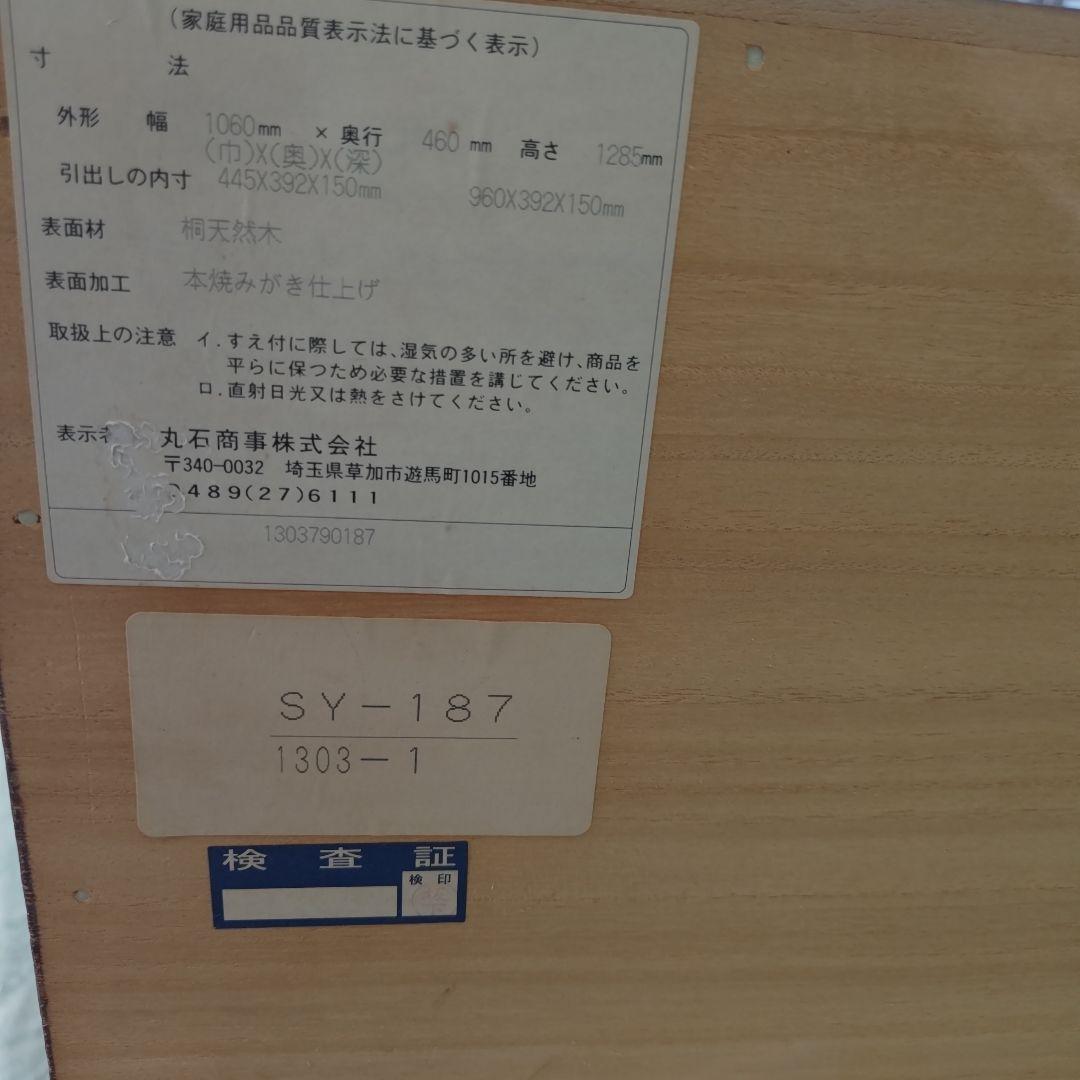 (家庭用品品質表示法に基づく表示)
寸 法
外形 幅 1060mm × 奥行 460mm 高さ 1285mm
(巾)X(奥)X(深)
引出しの内寸 445X392X150mm 960X392X150mm
表面材 桐天然木
表面加工 本焼みがき仕上げ
取扱上の注意 イ.すえ付に際しては、湿気の多い所を避け、商品を
平らに保つため必要な措置を講じてください。
ロ.直射日光又は熱をさけてください。
表示者 丸石商事株式会社
〒340-0032 埼玉県草加市遊馬町1015番地
0489(27)6111
1303790187
SY-187
1303-1
検査証
検印